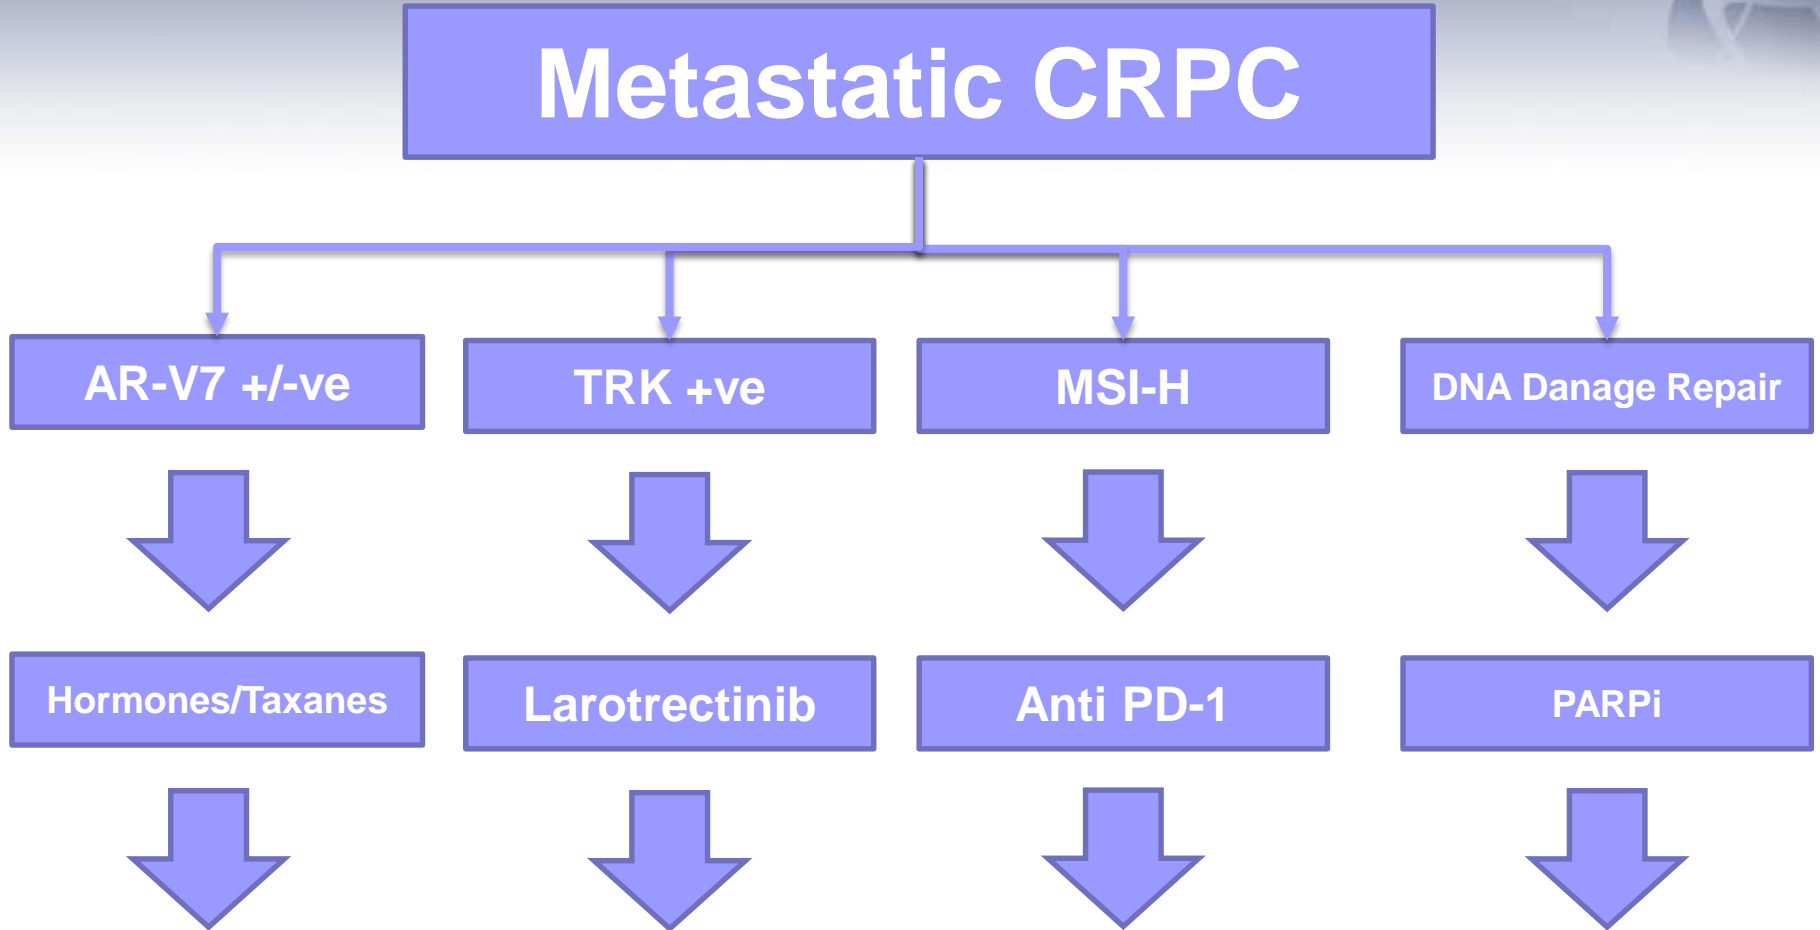 Metastatic CRPC
AR-V7 +/-ve
TRK +ve
MSI-H
DNA Danage Repair
Hormones/Taxanes
Larotrectinib
Anti PD-1
PARPi